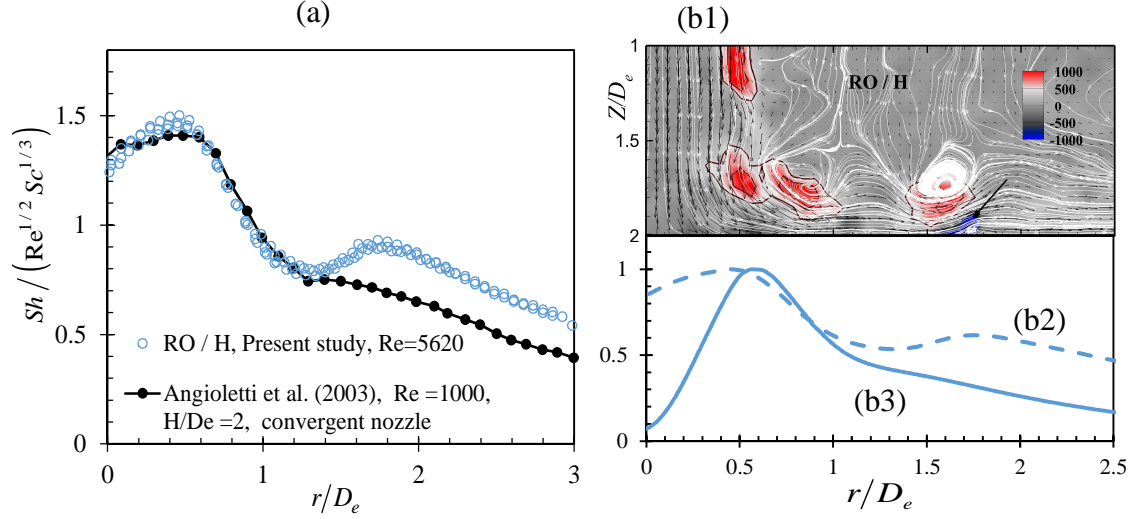 (a)
Sh / (Re^{1/2} Sc^{1/3})
1.5
1
0.5
0
0
1
2
3
r/D_e
RO / H, Present study, Re=5620
Angioletti et al. (2003), Re =1000,
H/De =2, convergent nozzle
(b1)
Z/D_e
1
1.5
2
RO / H
1000
500
0
-500
-1000
1
0.5
0
(b2)
(b3)
0
0.5
1
1.5
2
2.5
r/D_e